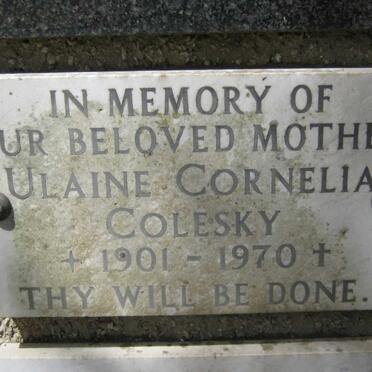 IN MEMORY OF
UR BELOVED MOTHE
ULAINE CORNELIA
COLESKY
✝ 1901 - 1970 ✝
THY WILL BE DONE.